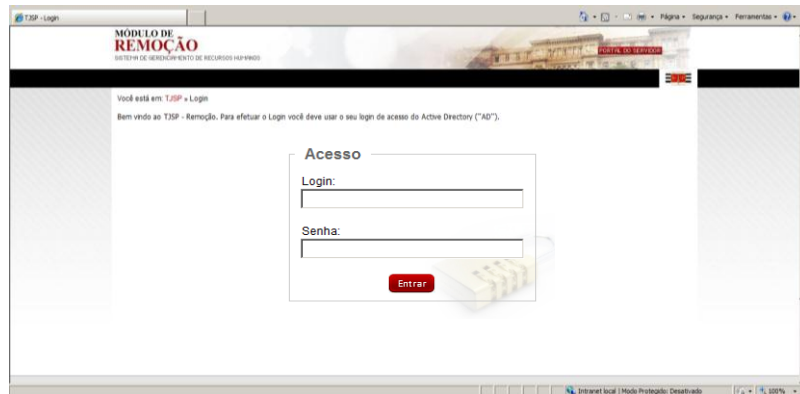 TJSP - Login
Página
Segurança
Ferramentas
MÓDULO DE
REMOÇÃO
SISTEMA DE GERENCIAMENTO DE RECURSOS HUMANOS
PORTAL DO SERVIDOR
Você está em: TJSP » Login
Bem vindo ao TJSP - Remoção. Para efetuar o Login você deve usar o seu login de acesso do Active Directory ("AD").
Acesso
Login:
Senha:
Entrar
Intranet local | Modo Protegido: Desativado
100%